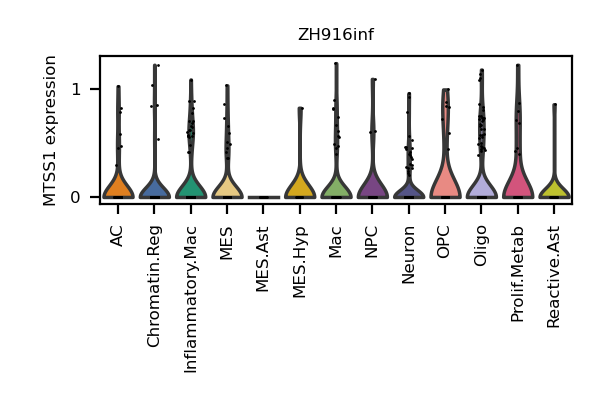 ZH916inf
MTSS1 expression
1
0
AC
Chromatin.Reg
Inflammatory.Mac
MES
MES.Ast
MES.Hyp
Mac
NPC
Neuron
OPC
Oligo
Prolif.Metab
Reactive.Ast